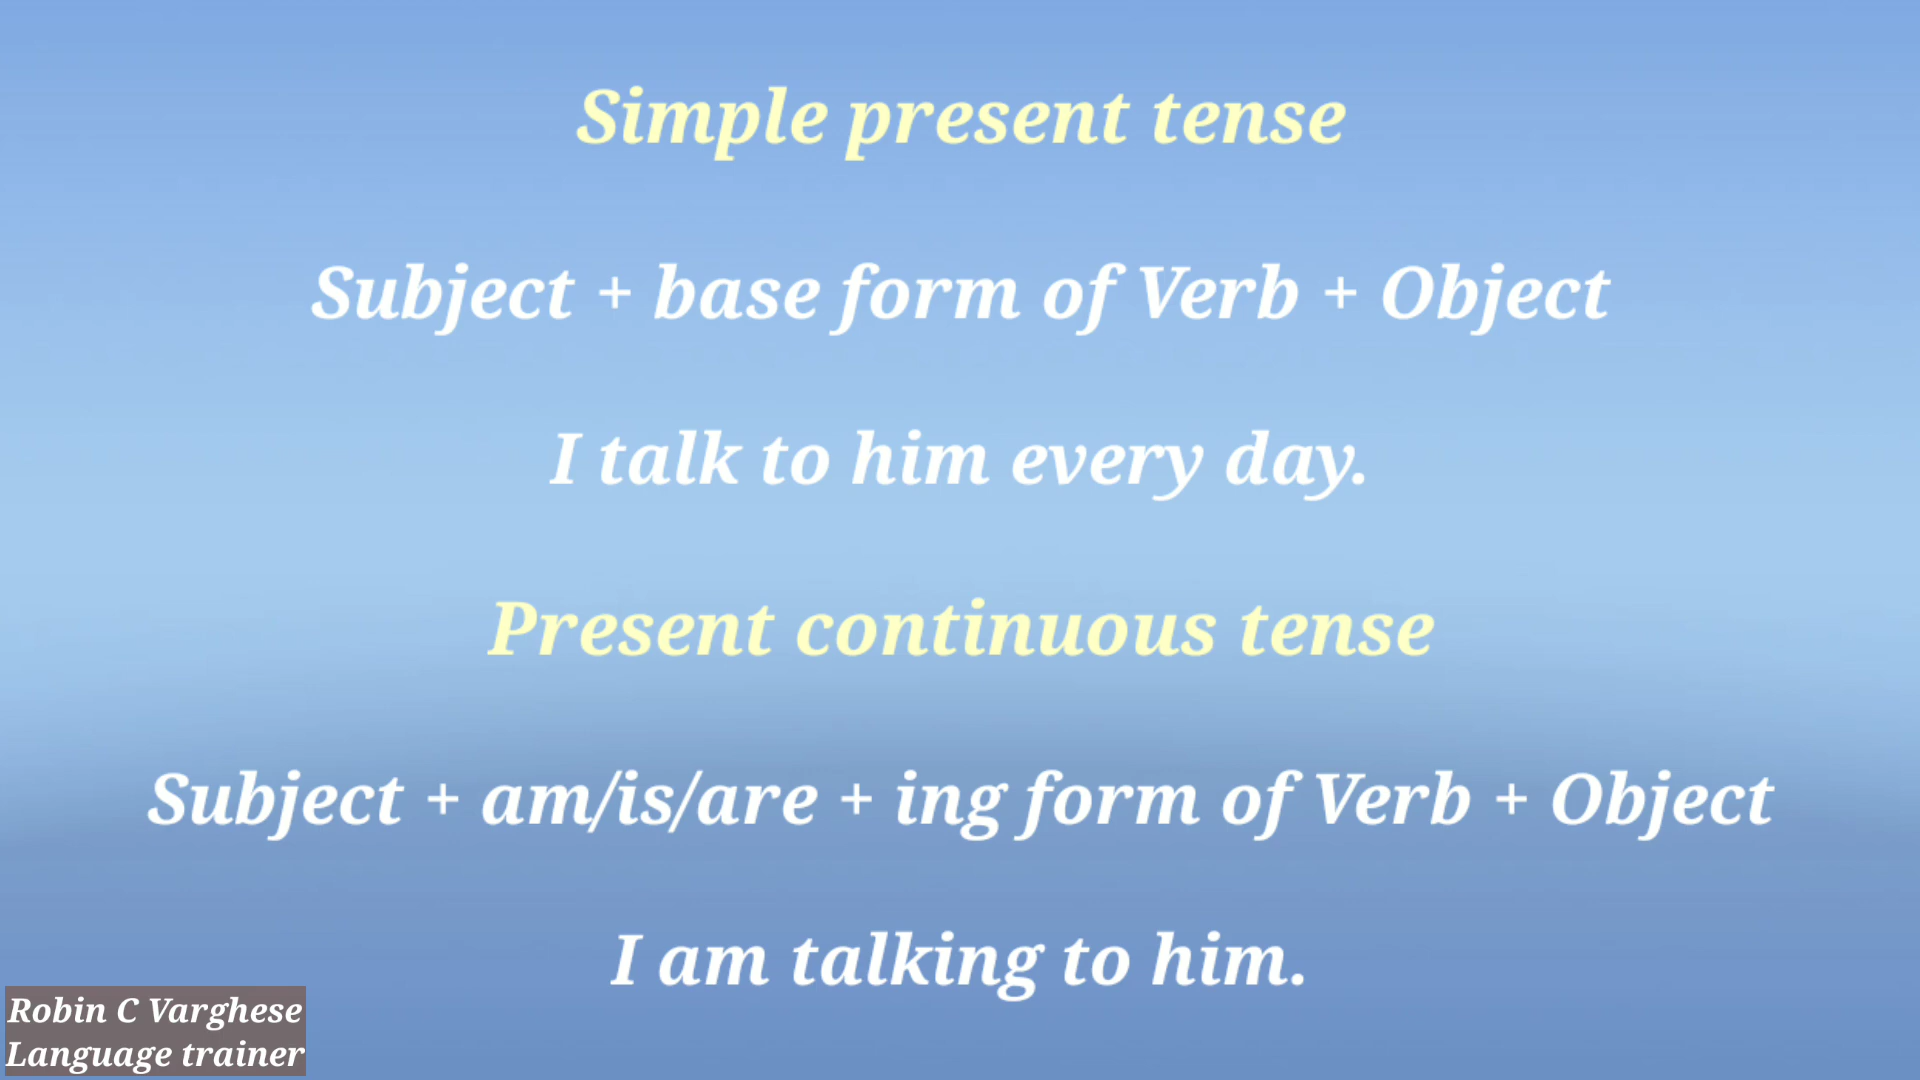 Simple present tense
Subject + base form of Verb + Object
I talk to him every day.
Present continuous tense
Subject + am/is/are + ing form of Verb + Object
I am talking to him.
Robin C Varghese
Language trainer